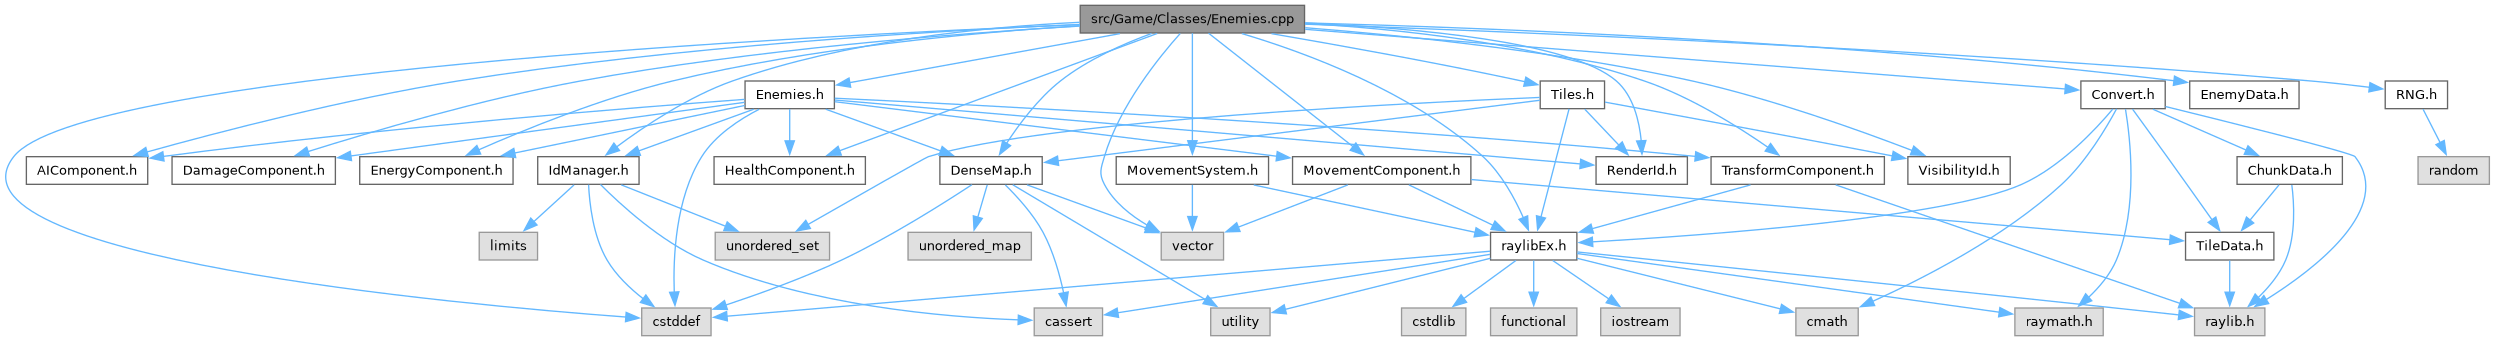 src/Game/Classes/Enemies.cpp
Enemies.h
Tiles.h
Convert.h
EnemyData.h
RNG.h
AIComponent.h
DamageComponent.h
EnergyComponent.h
IdManager.h
HealthComponent.h
DenseMap.h
MovementSystem.h
MovementComponent.h
RenderId.h
TransformComponent.h
VisibilityId.h
ChunkData.h
random
limits
unordered_set
unordered_map
vector
raylibEx.h
TileData.h
cstddef
cassert
utility
cstdlib
functional
iostream
cmath
raymath.h
raylib.h